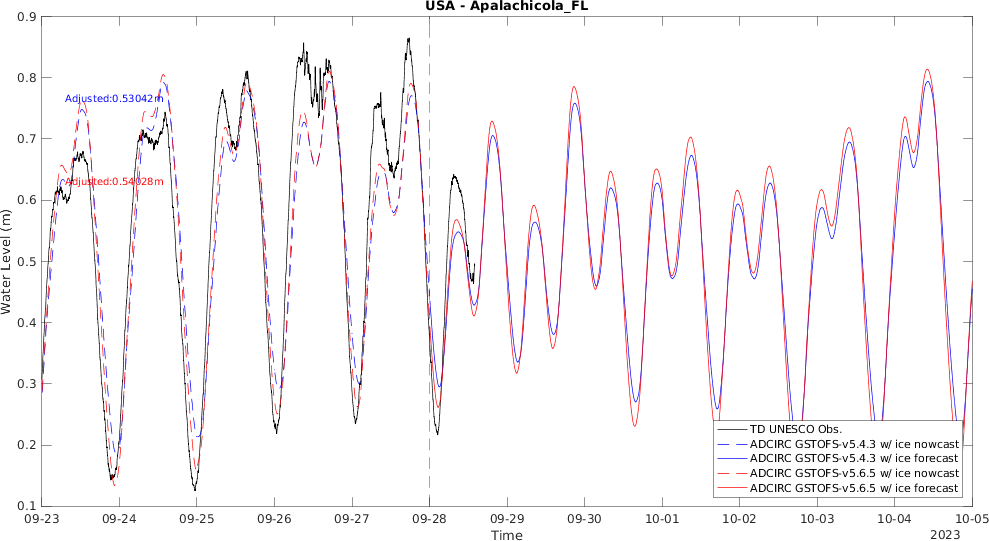 USA - Apalachicola_FL
0.9
0.8
0.7
0.6
0.5
0.4
0.3
0.2
0.1
Water Level (m)
Adjusted:0.53042m
Adjusted:0.54028m
TD UNESCO Obs.
ADCIRC GSTOFS-v5.4.3 w/ ice nowcast
ADCIRC GSTOFS-v5.4.3 w/ ice forecast
ADCIRC GSTOFS-v5.6.5 w/ ice nowcast
ADCIRC GSTOFS-v5.6.5 w/ ice forecast
09-23 09-24 09-25 09-26 09-27 09-28 09-29 09-30 10-01 10-02 10-03 10-04 10-05
Time
2023